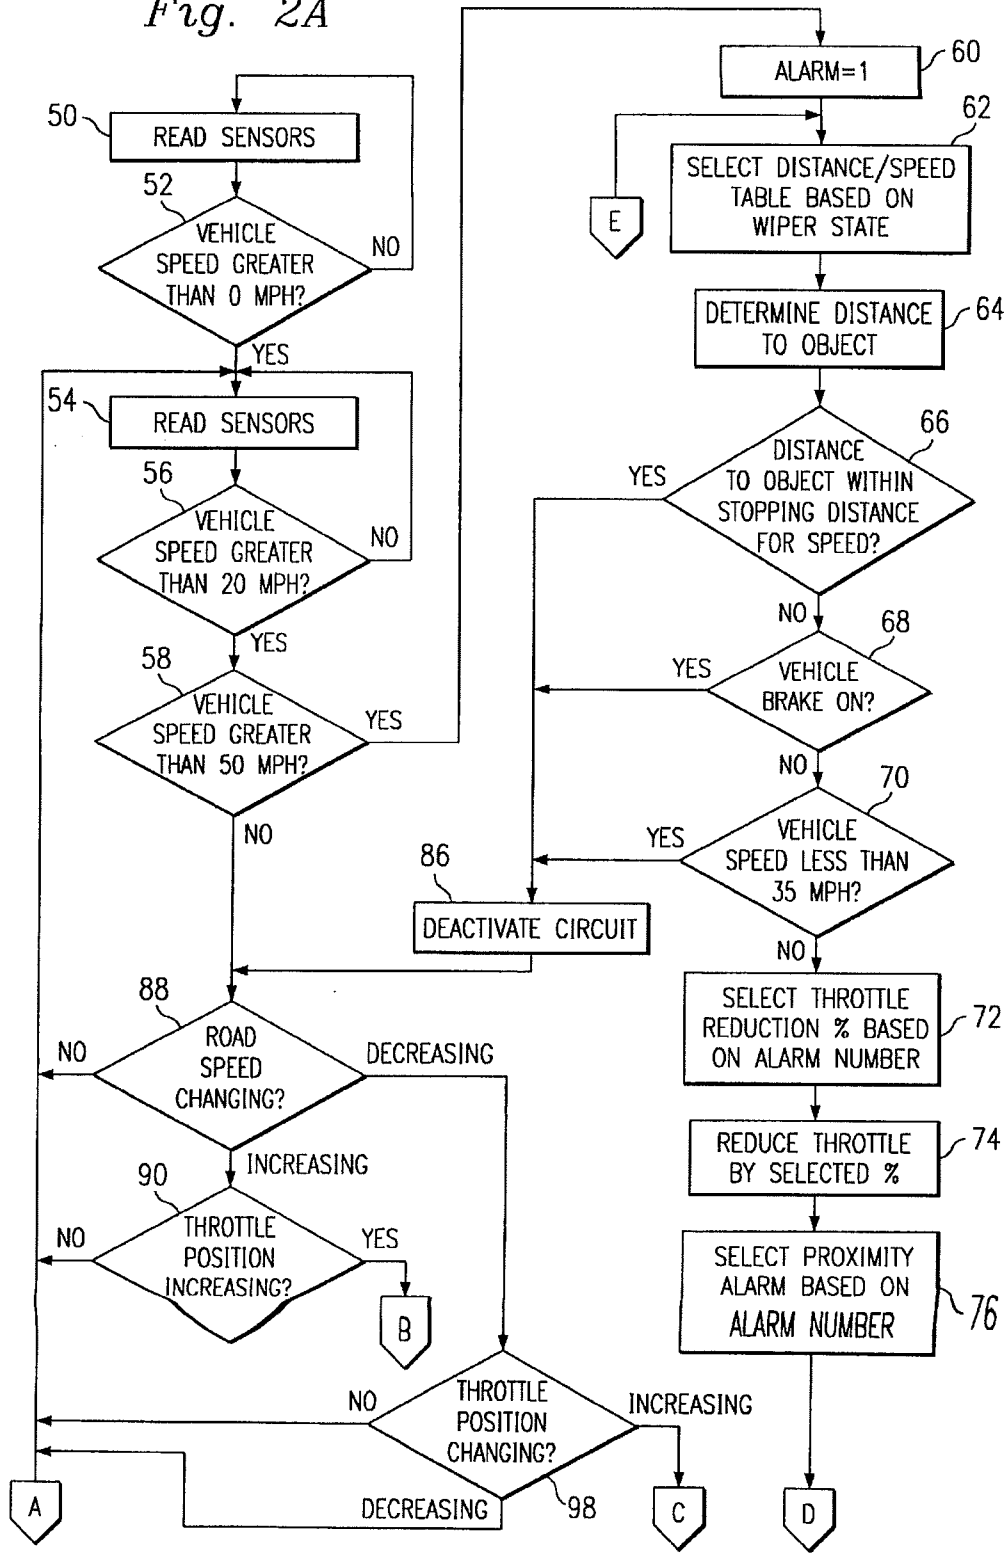 Fig. 2A
50
READ SENSORS
52
VEHICLE
SPEED GREATER
THAN 0 MPH?
NO
YES
54
READ SENSORS
56
VEHICLE
SPEED GREATER
THAN 20 MPH?
NO
YES
58
VEHICLE
SPEED GREATER
THAN 50 MPH?
YES
NO
86
DEACTIVATE CIRCUIT
88
ROAD
SPEED
CHANGING?
NO
DECREASING
INCREASING
90
THROTTLE
POSITION
INCREASING?
NO
YES
B
THROTTLE
POSITION
CHANGING?
NO
INCREASING
DECREASING
98
A
C
60
ALARM=1
62
SELECT DISTANCE/SPEED
TABLE BASED ON
WIPER STATE
E
64
DETERMINE DISTANCE
TO OBJECT
66
DISTANCE
TO OBJECT WITHIN
STOPPING DISTANCE
FOR SPEED?
YES
NO
68
VEHICLE
BRAKE ON?
YES
NO
70
VEHICLE
SPEED LESS THAN
35 MPH?
YES
NO
72
SELECT THROTTLE
REDUCTION % BASED
ON ALARM NUMBER
74
REDUCE THROTTLE
BY SELECTED %
76
SELECT PROXIMITY
ALARM BASED ON
ALARM NUMBER
D